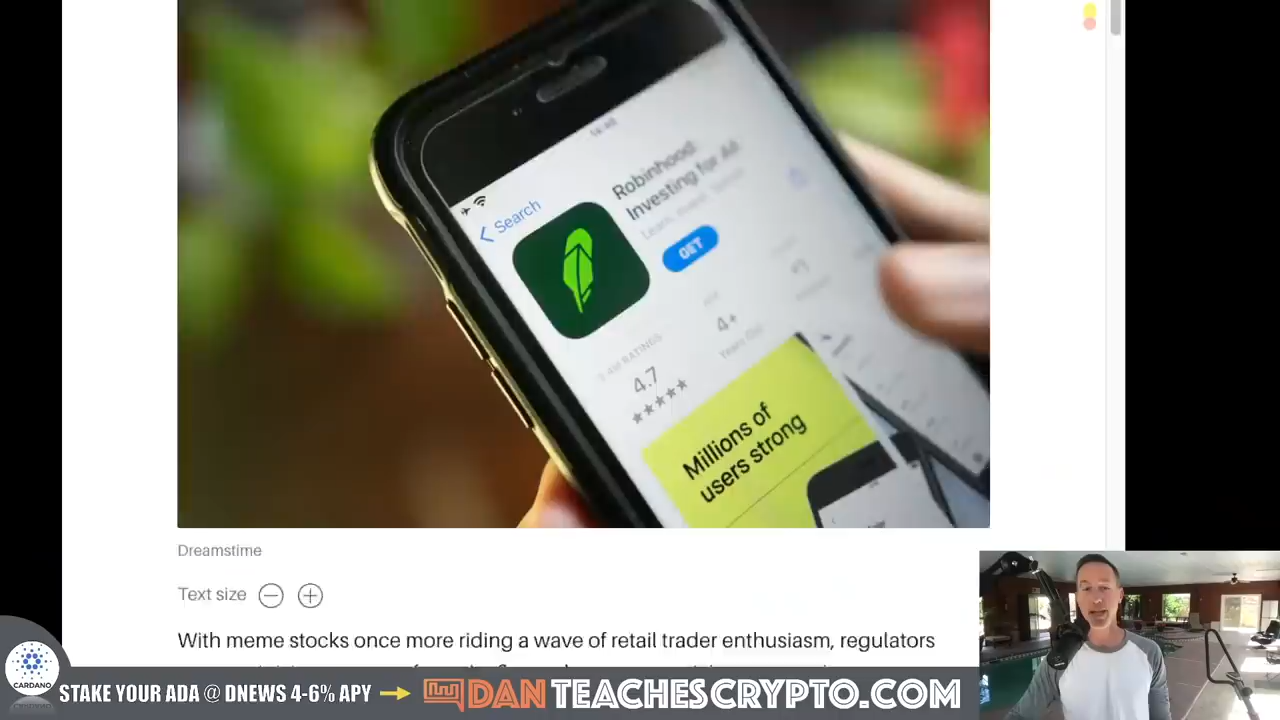 Search
Robinhood:
Investing for All
GET
4.7
4+
Years Old
Millions of
users strong
Dreamstime
Text size
With meme stocks once more riding a wave of retail trader enthusiasm, regulators
CARDANO
STAKE YOUR ADA @ DNEWS 4-6% APY
DANTEACHESCRYPTO.COM